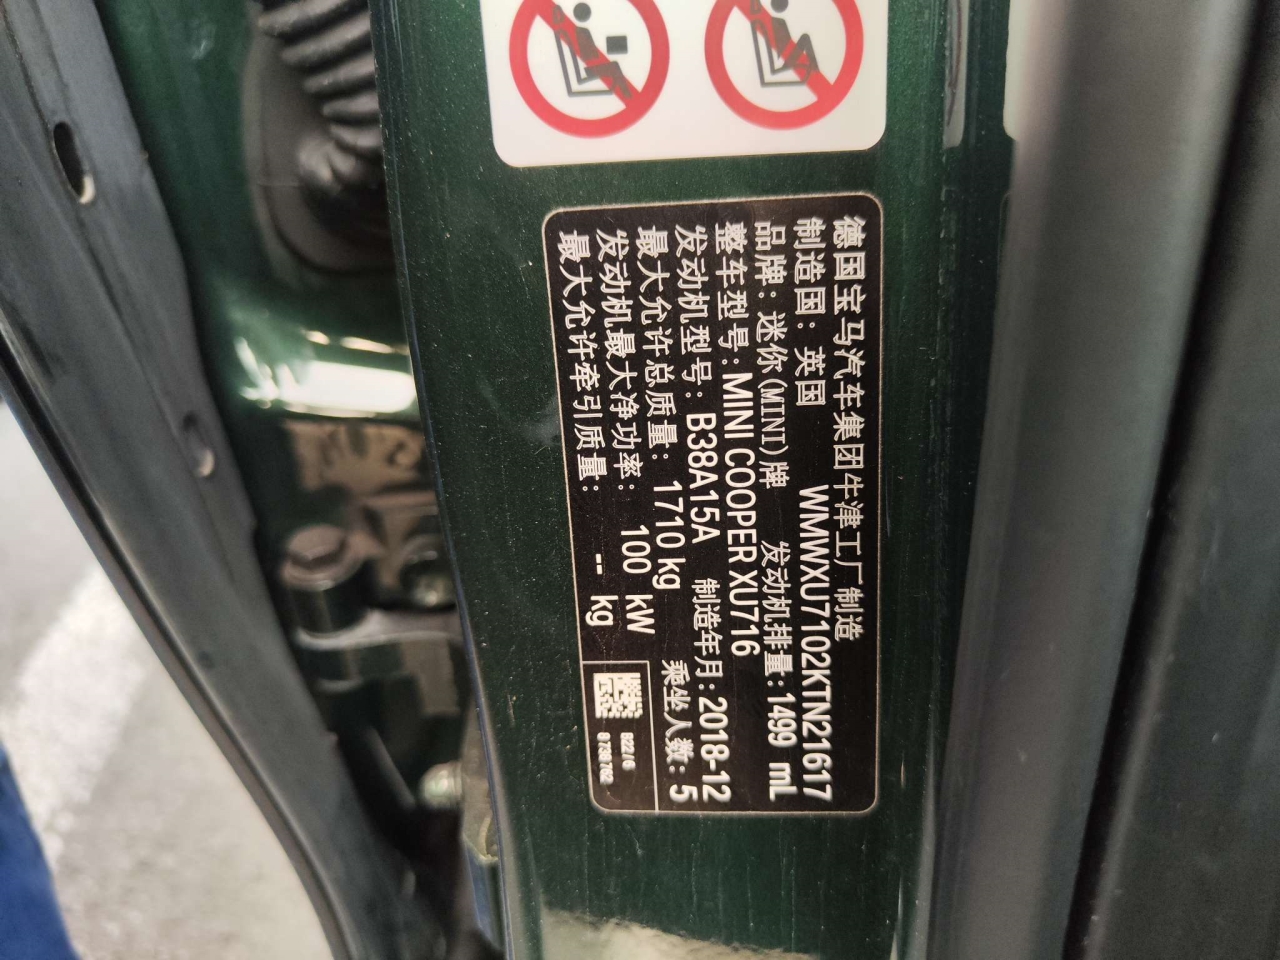 德国宝马汽车集团牛津工厂制造
制造国：英国 WMWXU7102KTN21617
品牌：迷你(MINI)牌 发动机排量：1499 mL
整车型号：MINI COOPER XU716
发动机型号：B38A15A 制造年月：2018-12
最大允许总质量：1710 kg 乘坐人数：5
发动机最大净功率：100 kW
最大允许牵引质量：-- kg